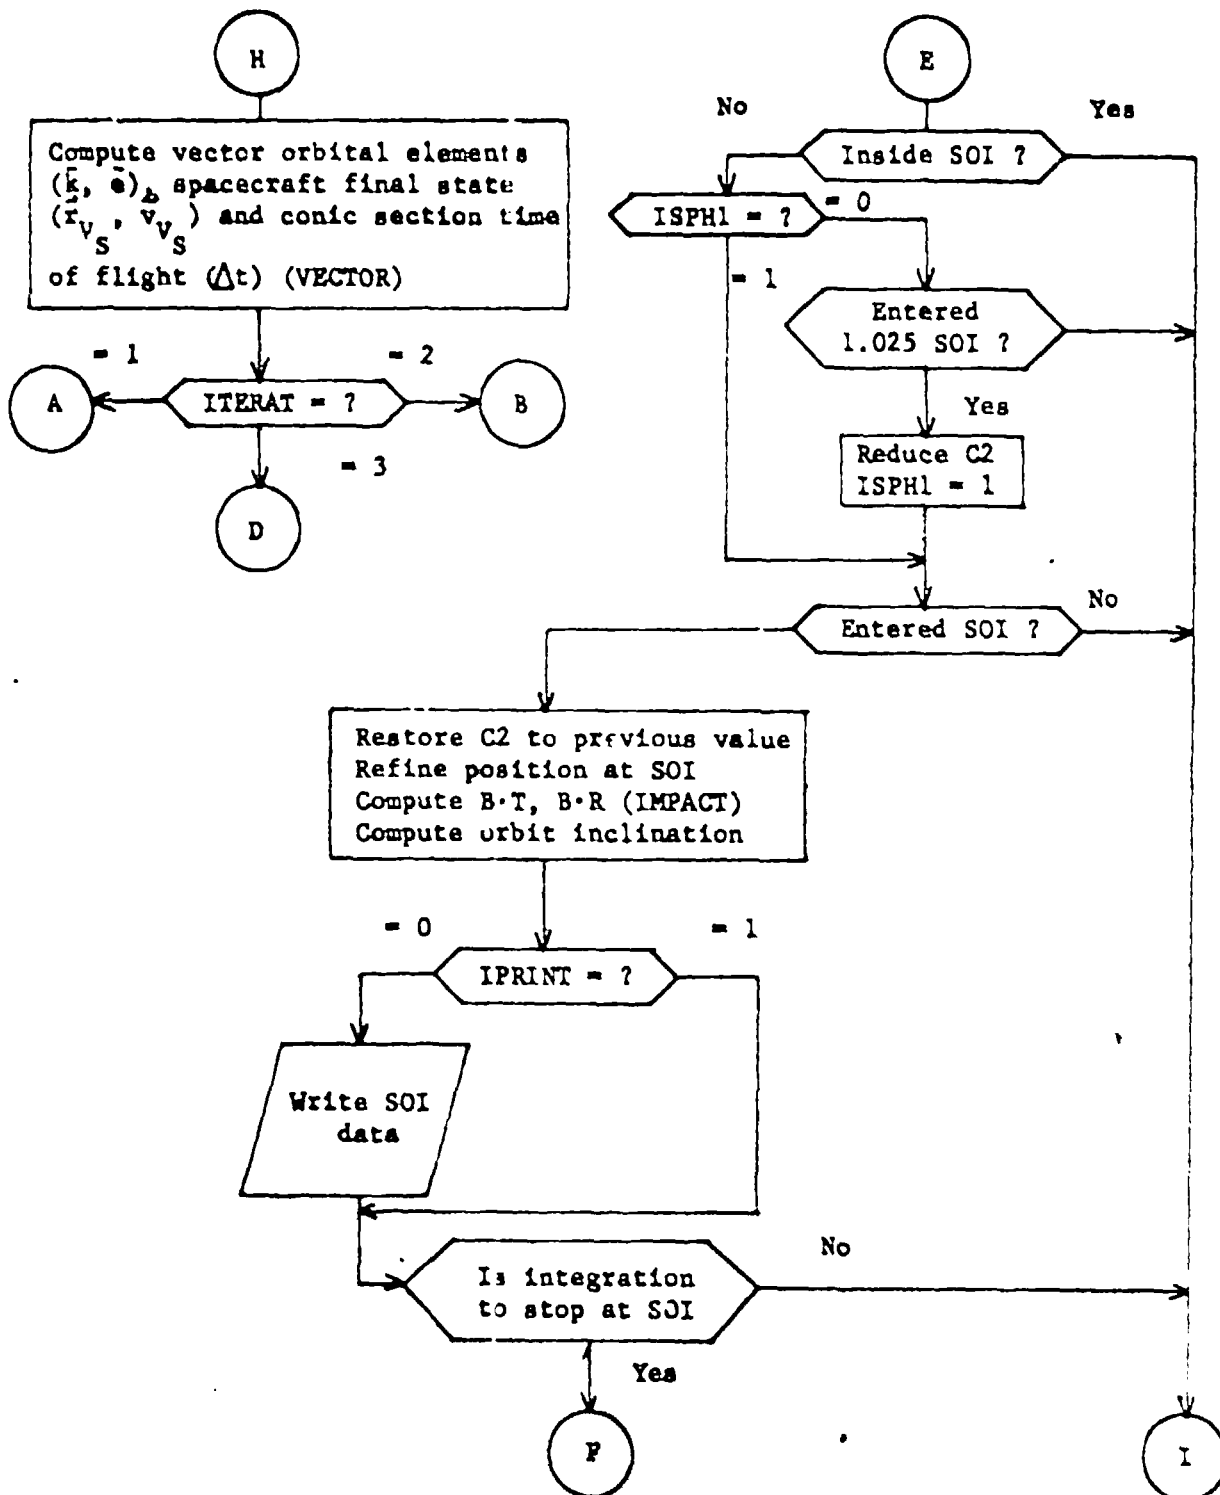 H
Compute vector orbital elements
(k̄, ē), spacecraft final state
(r̄_V_S, v̄_V_S) and conic section time
of flight (Δt) (VECTOR)
= 1
= 2
A
ITERAT = ?
B
= 3
D
E
No
Yes
Inside SOI ?
ISPH1 = ?
= 0
= 1
Entered
1.025 SOI ?
Yes
Reduce C2
ISPH1 = 1
No
Entered SOI ?
Restore C2 to previous value
Refine position at SOI
Compute B·T, B·R (IMPACT)
Compute orbit inclination
= 0
= 1
IPRINT = ?
Write SOI
data
No
Is integration
to stop at SOI
Yes
F
I